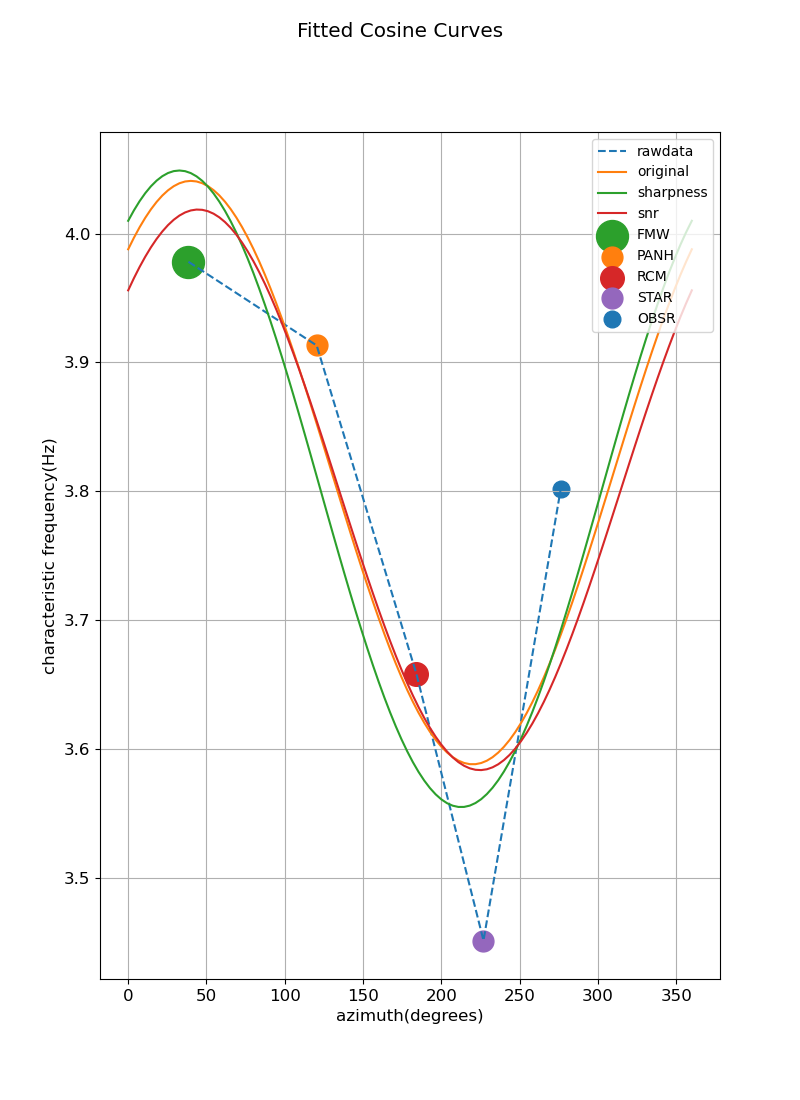 Fitted Cosine Curves
rawdata
original
sharpness
snr
FMW
PANH
RCM
STAR
OBSR
4.0
3.9
3.8
3.7
3.6
3.5
characteristic frequency(Hz)
0 50 100 150 200 250 300 350
azimuth(degrees)